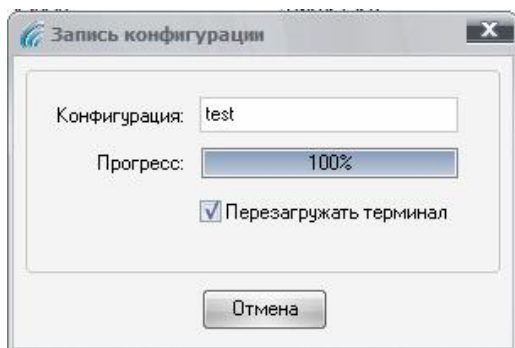 Запись конфигурации
Конфигурация: test
Прогресс: 100%
Перезагружать терминал
Отмена